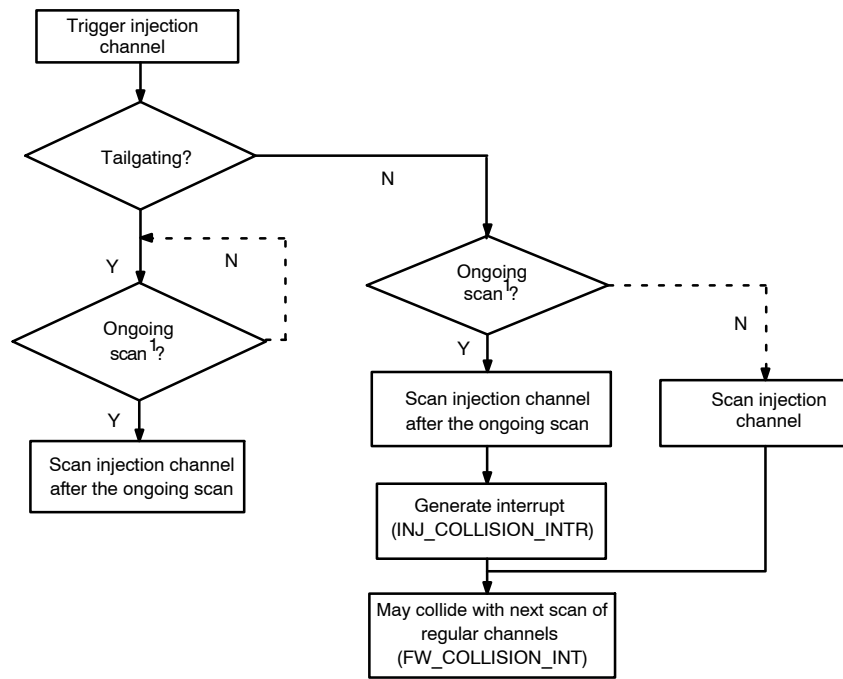 Trigger injection
channel
Tailgating?
N
Y
N
Ongoing
scan1?
Y
Scan injection channel
after the ongoing scan
Ongoing
scan1?
N
Y
Scan injection channel
after the ongoing scan
Scan injection
channel
Generate interrupt
(INJ_COLLISION_INTR)
May collide with next scan of
regular channels
(FW_COLLISION_INT)